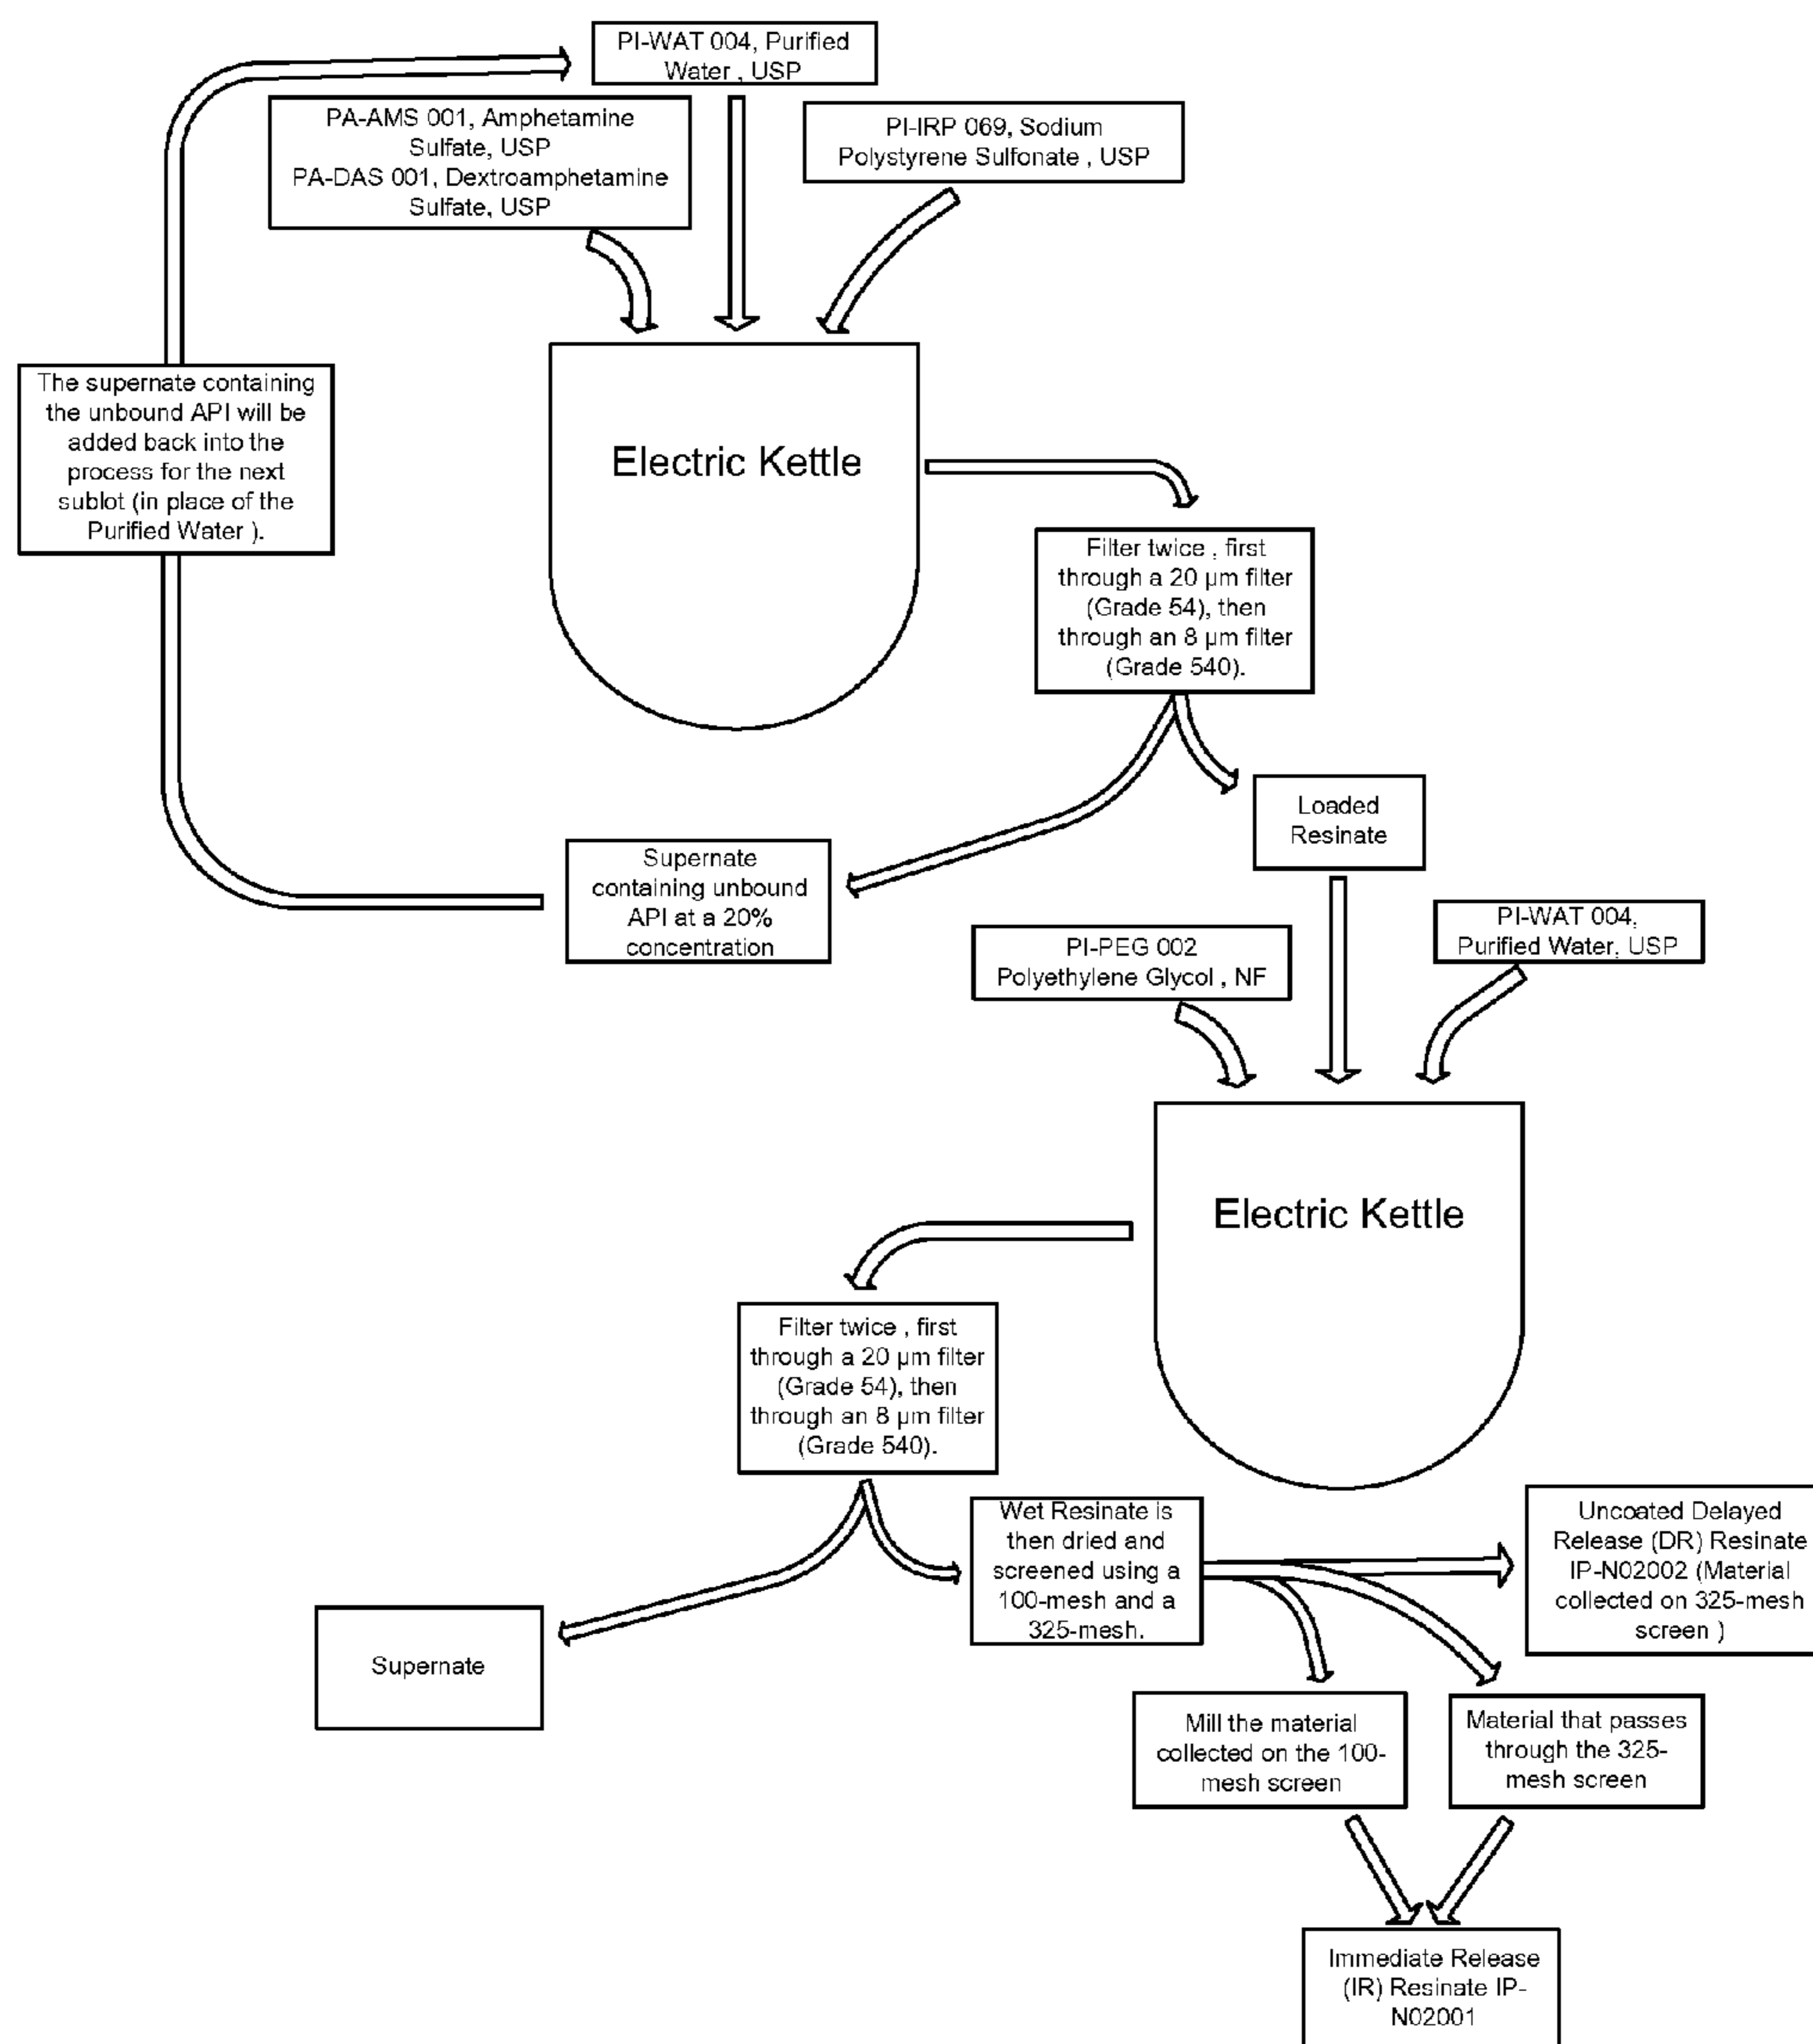 PI-WAT 004, Purified
Water , USP
PA-AMS 001, Amphetamine
Sulfate, USP
PA-DAS 001, Dextroamphetamine
Sulfate, USP
PI-IRP 069, Sodium
Polystyrene Sulfonate , USP
The supernate containing
the unbound API will be
added back into the
process for the next
sublot (in place of the
Purified Water ).
Electric Kettle
Filter twice , first
through a 20 µm filter
(Grade 54), then
through an 8 µm filter
(Grade 540).
Loaded
Resinate
Supernate
containing unbound
API at a 20%
concentration
PI-PEG 002
Polyethylene Glycol , NF
PI-WAT 004,
Purified Water, USP
Electric Kettle
Filter twice , first
through a 20 µm filter
(Grade 54), then
through an 8 µm filter
(Grade 540).
Wet Resinate is
then dried and
screened using a
100-mesh and a
325-mesh.
Uncoated Delayed
Release (DR) Resinate
IP-N02002 (Material
collected on 325-mesh
screen )
Supernate
Mill the material
collected on the 100-
mesh screen
Material that passes
through the 325-
mesh screen
Immediate Release
(IR) Resinate IP-
N02001